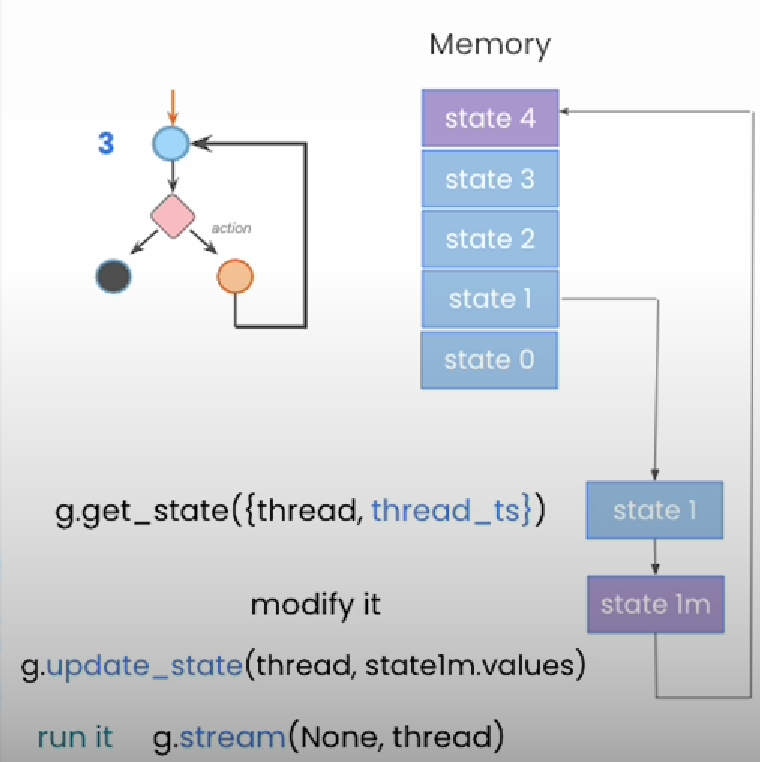 Memory
3
action
state 4
state 3
state 2
state 1
state 0
g.get_state({thread, thread_ts})
state 1
modify it
state 1m
g.update_state(thread, state1m.values)
run it g.stream(None, thread)